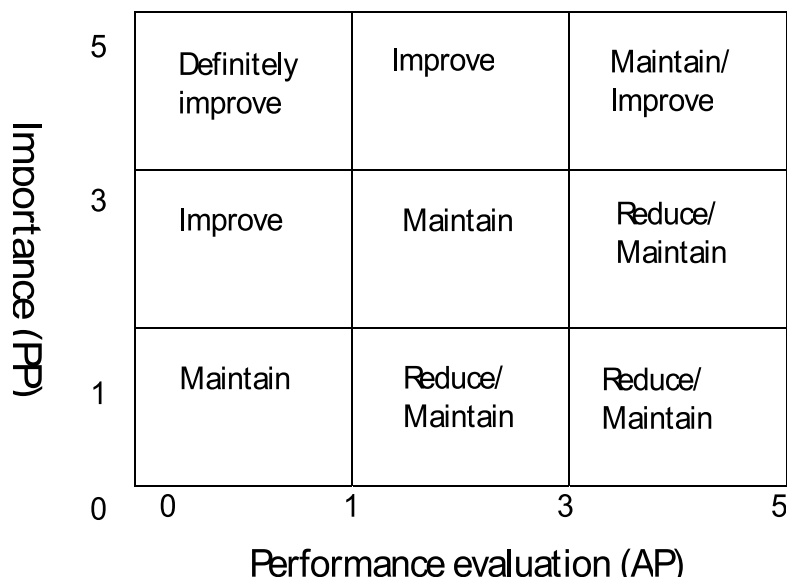 5
Definitely
improve
Improve
Maintain/
Improve
Importance (PP)
3
Improve
Maintain
Reduce/
Maintain
1
Maintain
Reduce/
Maintain
Reduce/
Maintain
0
0
1
3
5
Performance evaluation (AP)